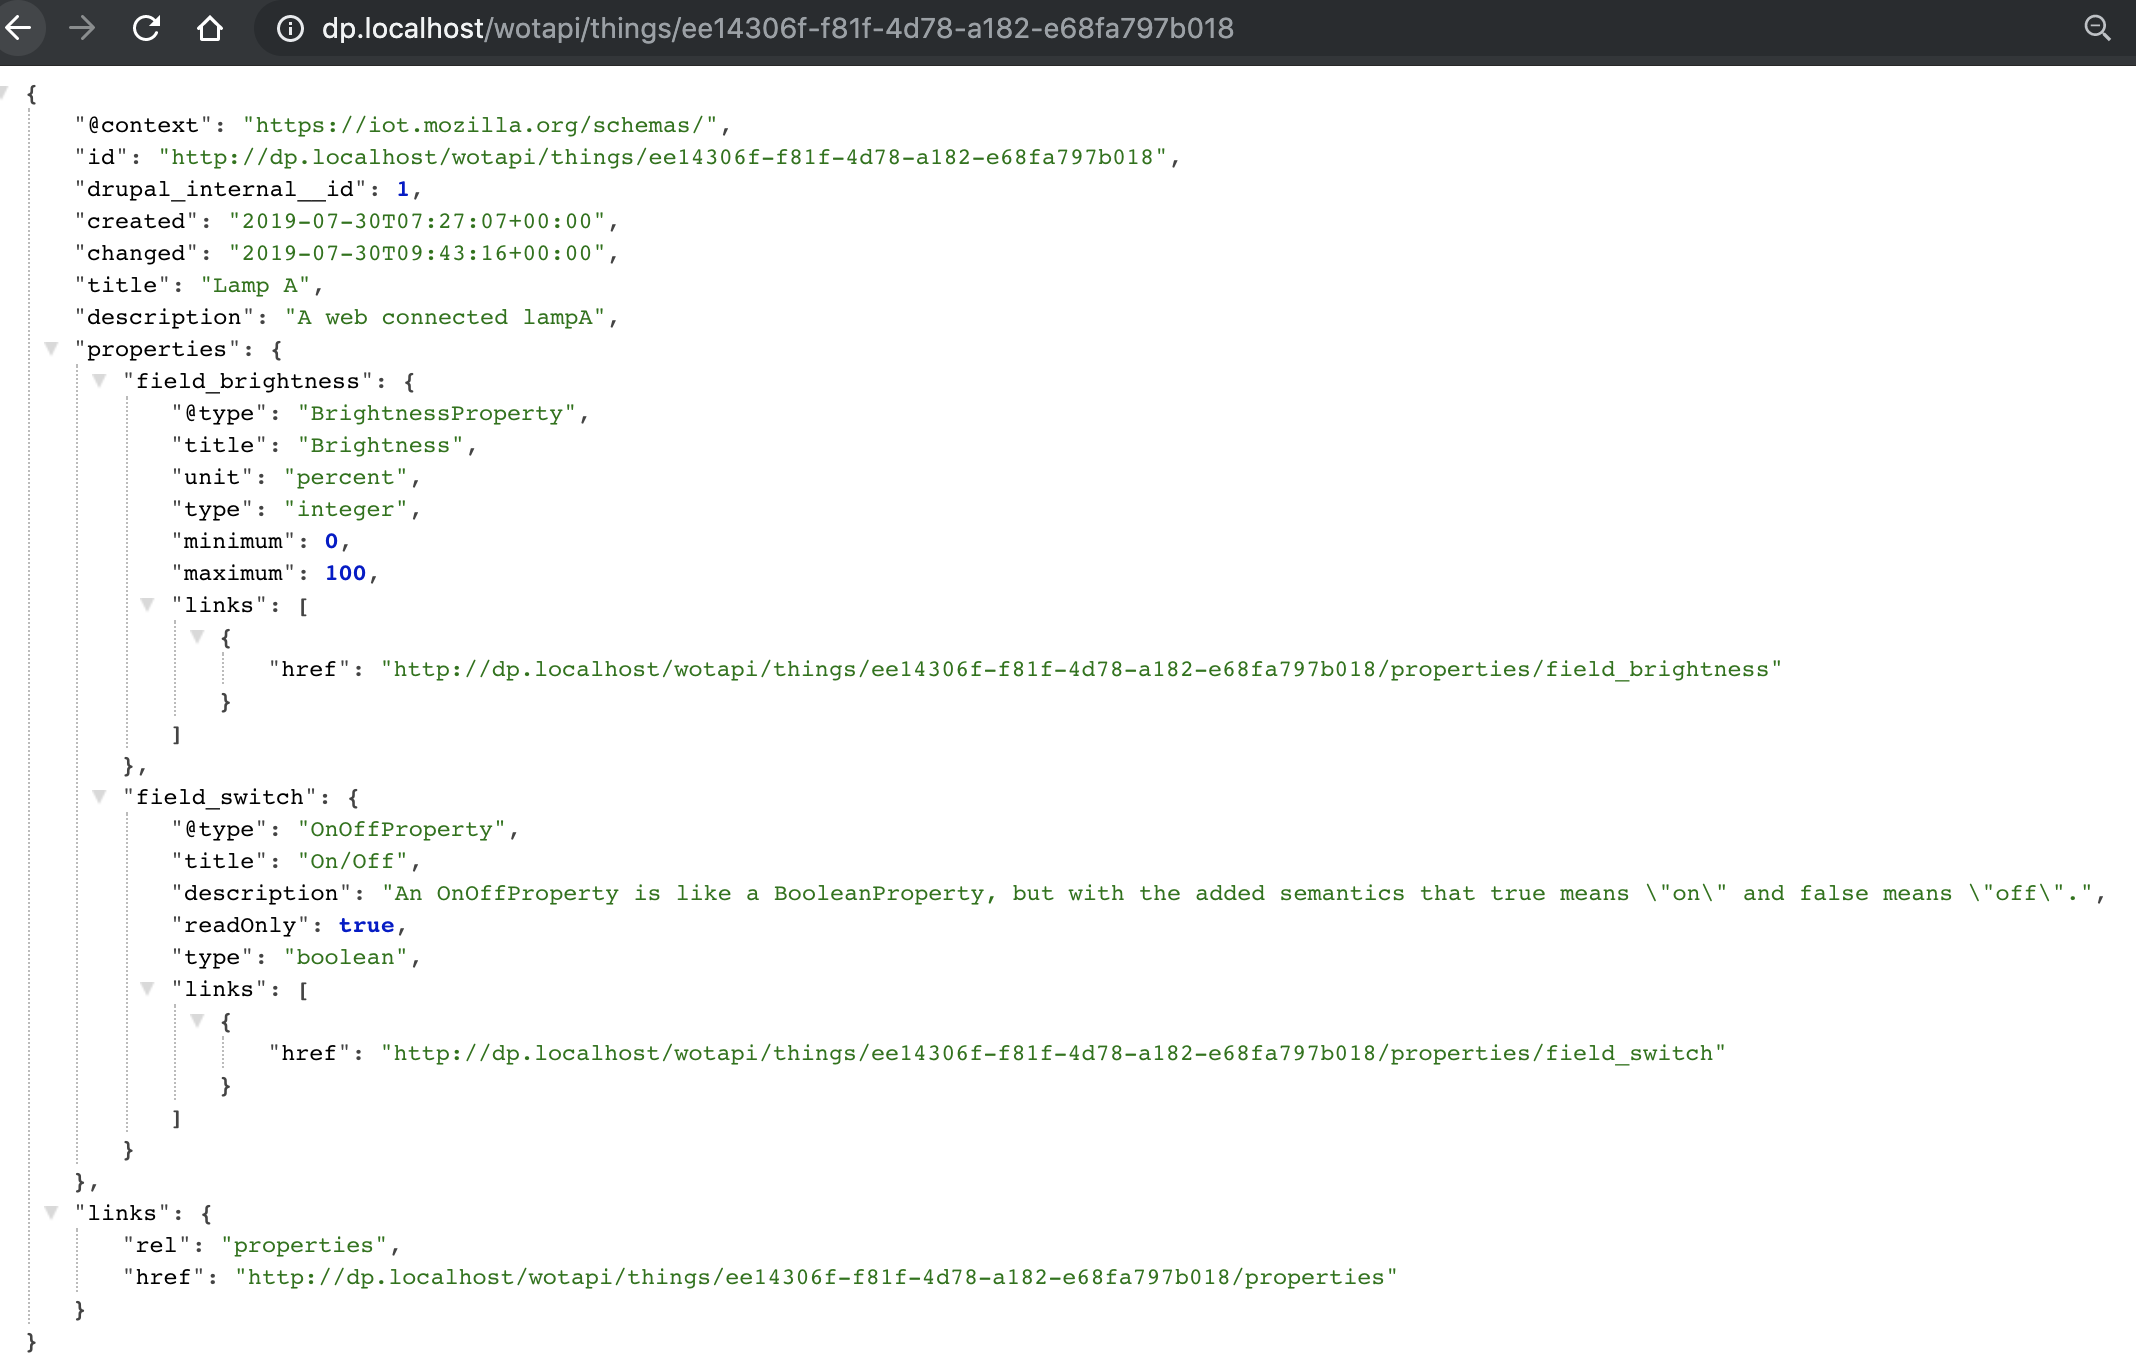 dp.localhost/wotapi/things/ee14306f-f81f-4d78-a182-e68fa797b018
{
"@context": "https://iot.mozilla.org/schemas/",
"id": "http://dp.localhost/wotapi/things/ee14306f-f81f-4d78-a182-e68fa797b018",
"drupal_internal__id": 1,
"created": "2019-07-30T07:27:07+00:00",
"changed": "2019-07-30T09:43:16+00:00",
"title": "Lamp A",
"description": "A web connected lampA",
"properties": {
"field_brightness": {
"@type": "BrightnessProperty",
"title": "Brightness",
"unit": "percent",
"type": "integer",
"minimum": 0,
"maximum": 100,
"links": [
{
"href": "http://dp.localhost/wotapi/things/ee14306f-f81f-4d78-a182-e68fa797b018/properties/field_brightness"
}
]
},
"field_switch": {
"@type": "OnOffProperty",
"title": "On/Off",
"description": "An OnOffProperty is like a BooleanProperty, but with the added semantics that true means \"on\" and false means \"off\".",
"readOnly": true,
"type": "boolean",
"links": [
{
"href": "http://dp.localhost/wotapi/things/ee14306f-f81f-4d78-a182-e68fa797b018/properties/field_switch"
}
]
}
},
"links": {
"rel": "properties",
"href": "http://dp.localhost/wotapi/things/ee14306f-f81f-4d78-a182-e68fa797b018/properties"
}
}